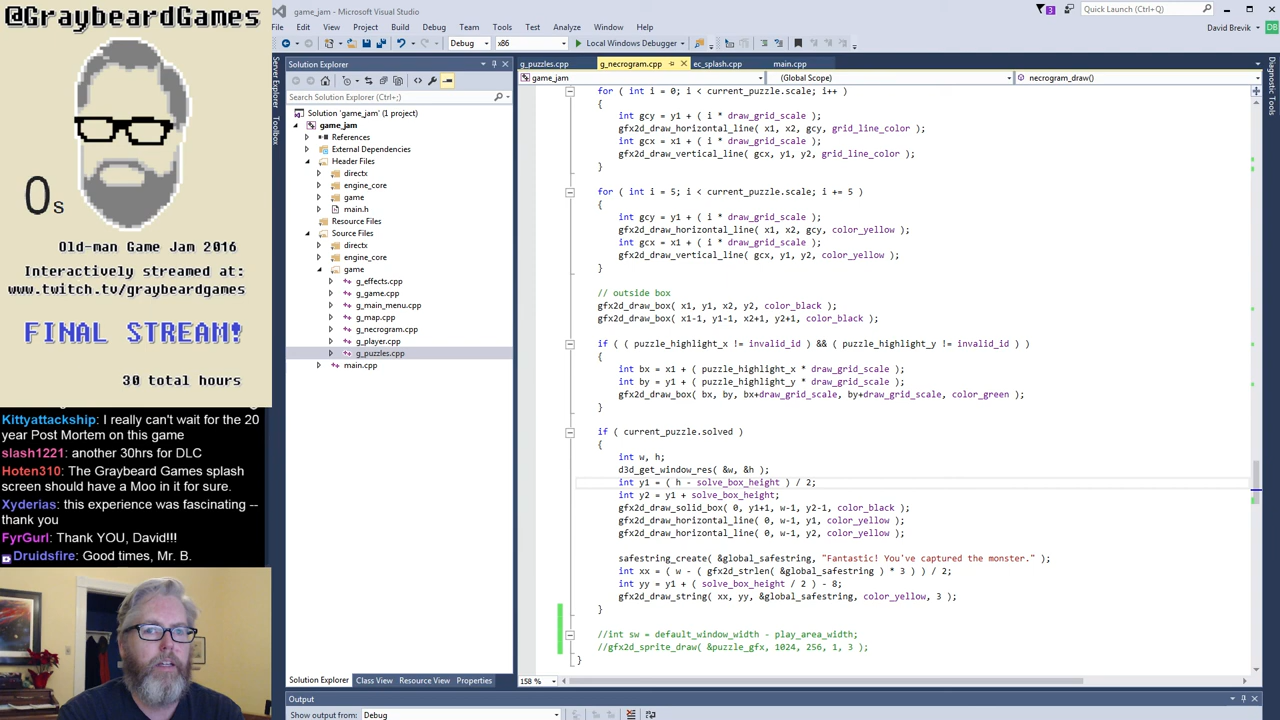 @GraybeardGames
0s
Old-man Game Jam 2016
Interactively streamed at:
www.twitch.tv/graybeardgames
FINAL STREAM!
30 total hours
Kittyattackship: I really can't wait for the 20
year Post Mortem on this game
slash1221: another 30hrs for DLC
Hoten310: The Graybeard Games splash
screen should have a Moo in it for great
Xyderias: this experience was fascinating --
thank you
FyrGurl: Thank YOU, David!!!
Druidsfire: Good times, Mr. B.
game_jam - Microsoft Visual Studio
3
Quick Launch (Ctrl+Q)
File Edit View Project Build Debug Team Tools Test Analyze Window Help
David Brevik DB
Debug x86 Local Windows Debugger
Server Explorer
Toolbox
Solution Explorer
Search Solution Explorer (Ctrl+;)
Solution 'game_jam' (1 project)
game_jam
References
External Dependencies
Header Files
directx
engine_core
game
main.h
Resource Files
Source Files
directx
engine_core
game
g_effects.cpp
g_game.cpp
g_main_menu.cpp
g_map.cpp
g_necrogram.cpp
g_player.cpp
g_puzzles.cpp
main.cpp
Solution Explorer Class View Resource View Properties
g_puzzles.cpp g_necrogram.cpp ec_splash.cpp main.cpp
game_jam (Global Scope) necrogram_draw()
for ( int i = 0; i < current_puzzle.scale; i++ )
{
int gcy = y1 + ( i * draw_grid_scale );
gfx2d_draw_horizontal_line( x1, x2, gcy, grid_line_color );
int gcx = x1 + ( i * draw_grid_scale );
gfx2d_draw_vertical_line( gcx, y1, y2, grid_line_color );
}
for ( int i = 5; i < current_puzzle.scale; i += 5 )
{
int gcy = y1 + ( i * draw_grid_scale );
gfx2d_draw_horizontal_line( x1, x2, gcy, color_yellow );
int gcx = x1 + ( i * draw_grid_scale );
gfx2d_draw_vertical_line( gcx, y1, y2, color_yellow );
}
// outside box
gfx2d_draw_box( x1, y1, x2, y2, color_black );
gfx2d_draw_box( x1-1, y1-1, x2+1, y2+1, color_black );
if ( ( puzzle_highlight_x != invalid_id ) && ( puzzle_highlight_y != invalid_id ) )
{
int bx = x1 + ( puzzle_highlight_x * draw_grid_scale );
int by = y1 + ( puzzle_highlight_y * draw_grid_scale );
gfx2d_draw_box( bx, by, bx+draw_grid_scale, by+draw_grid_scale, color_green );
}
if ( current_puzzle.solved )
{
int w, h;
d3d_get_window_res( &w, &h );
int y1 = ( h - solve_box_height ) / 2;
int y2 = y1 + solve_box_height;
gfx2d_draw_solid_box( 0, y1+1, w-1, y2-1, color_black );
gfx2d_draw_horizontal_line( 0, w-1, y1, color_yellow );
gfx2d_draw_horizontal_line( 0, w-1, y2, color_yellow );
safestring_create( &global_safestring, "Fantastic! You've captured the monster." );
int xx = ( w - ( gfx2d_strlen( &global_safestring ) * 3 ) ) / 2;
int yy = y1 + ( solve_box_height / 2 ) - 8;
gfx2d_draw_string( xx, yy, &global_safestring, color_yellow, 3 );
}
//int sw = default_window_width - play_area_width;
//gfx2d_sprite_draw( &puzzle_gfx, 1024, 256, 1, 3 );
}
158 %
Diagnostic Tools
Output
Show output from: Debug